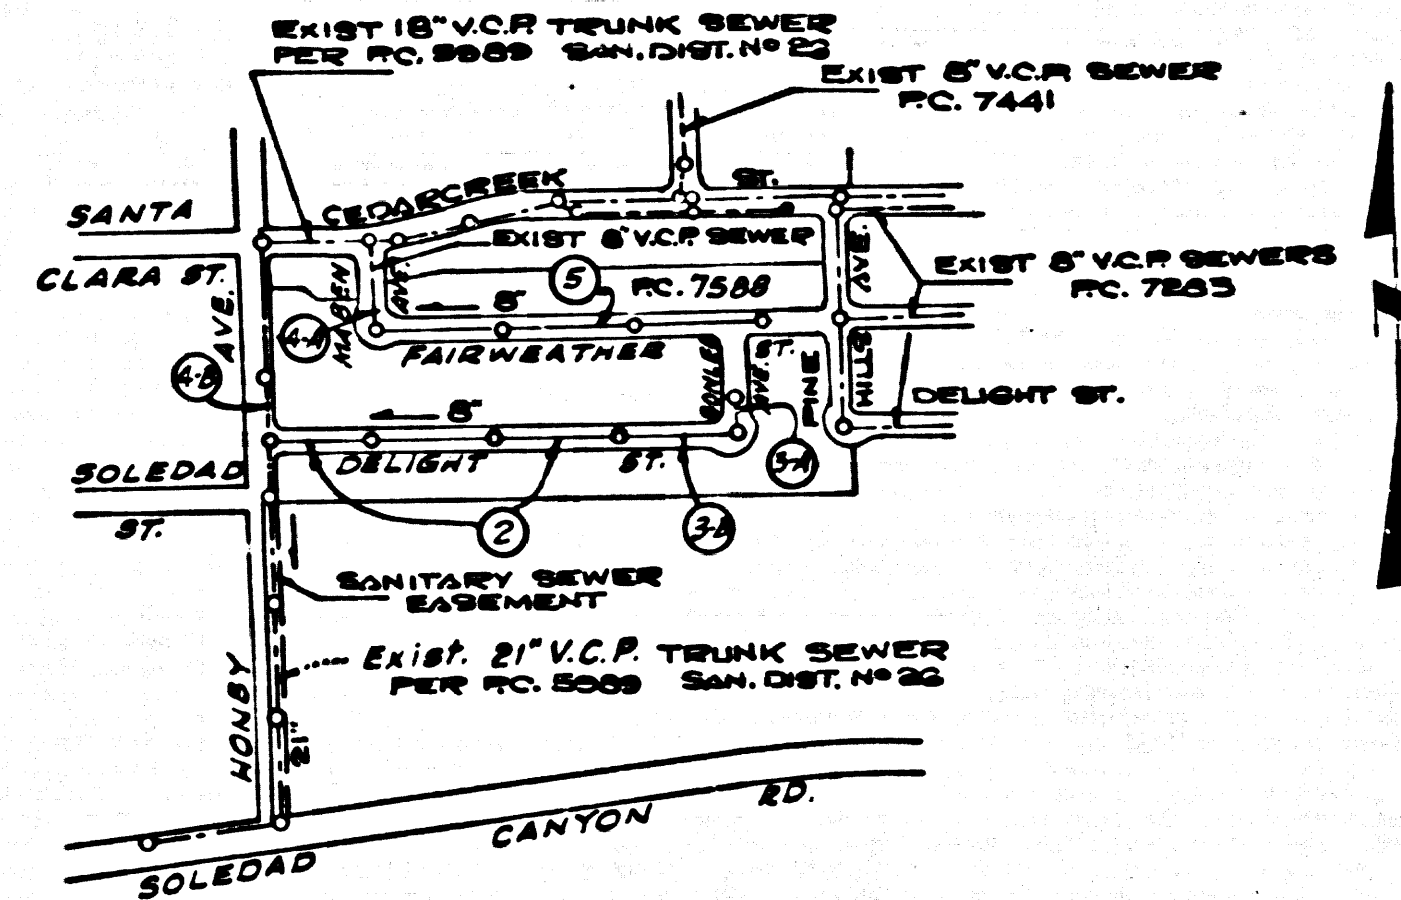 EXIST 18" V.C.P. TRUNK SEWER
PER P.C. 5989 SAN. DIST. Nº 26
EXIST 8" V.C.P. SEWER
P.C. 7441
CEDARCREEK ST.
SANTA
CLARA ST.
EXIST 8" V.C.P. SEWER
P.C. 7588
EXIST 8" V.C.P. SEWERS
P.C. 7283
MABEN AVE.
AVE.
5
8"
4-A
FAIRWEATHER ST.
4-B
AVE.
PINE
HILLS
DELIGHT ST.
8"
SOLEDAD
ST.
DELIGHT ST.
3-A
2
3-B
SANITARY SEWER
EASEMENT
Exist. 21" V.C.P. TRUNK SEWER
PER P.C. 5989 SAN. DIST. Nº 26
HONBY
AVE.
21"
SOLEDAD CANYON RD.